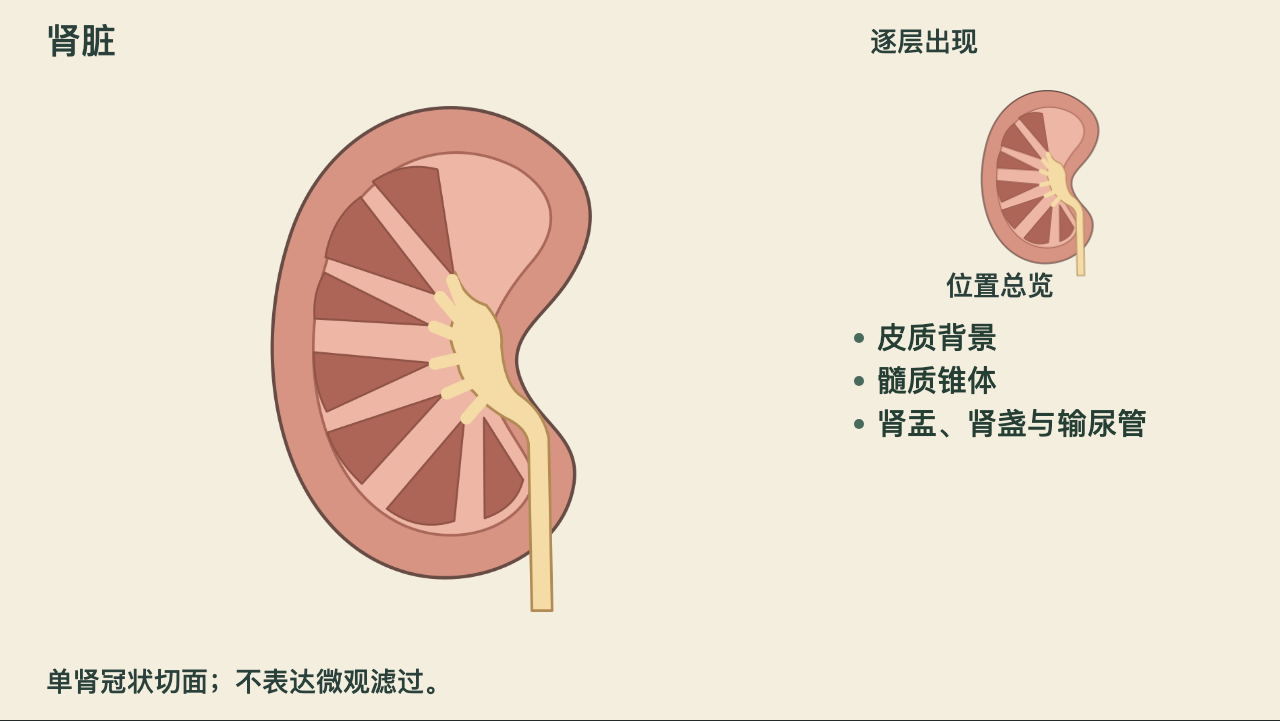 肾脏
逐层出现
位置总览
皮质背景
髓质锥体
肾盂、肾盏与输尿管
单肾冠状切面；不表达微观滤过。